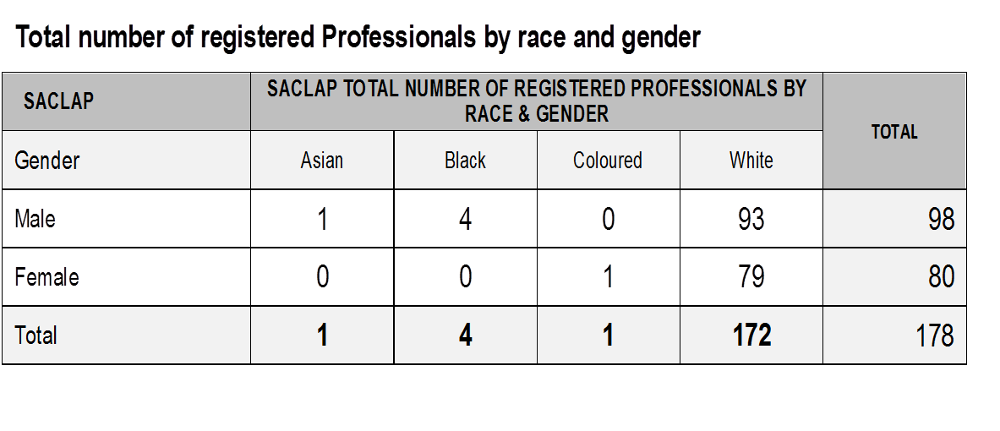 Total number of registered Professionals by race and gender
SACLAP
SACLAP TOTAL NUMBER OF REGISTERED PROFESSIONALS BY
RACE & GENDER
TOTAL
Gender Asian Black Coloured White
Male 1 4 0 93 98
Female 0 0 1 79 80
Total 1 4 1 172 178